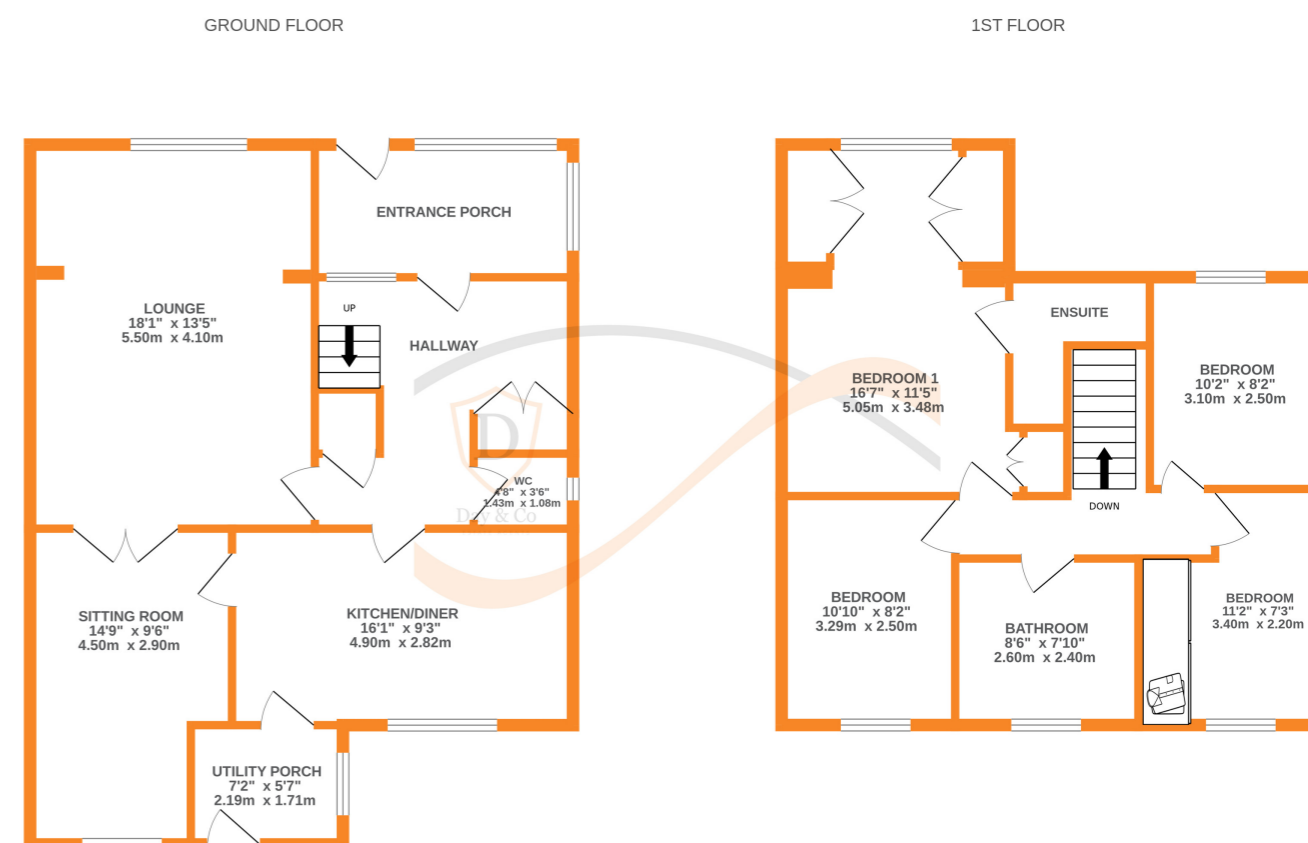 GROUND FLOOR
1ST FLOOR
ENTRANCE PORCH
LOUNGE
18'1" x 13'5"
5.50m x 4.10m
UP
HALLWAY
WC
4'8" x 3'6"
1.43m x 1.08m
D
Day & Co
SITTING ROOM
14'9" x 9'6"
4.50m x 2.90m
KITCHEN/DINER
16'1" x 9'3"
4.90m x 2.82m
UTILITY PORCH
7'2" x 5'7"
2.19m x 1.71m
ENSUITE
BEDROOM 1
16'7" x 11'5"
5.05m x 3.48m
BEDROOM
10'2" x 8'2"
3.10m x 2.50m
DOWN
BEDROOM
10'10" x 8'2"
3.29m x 2.50m
BATHROOM
8'6" x 7'10"
2.60m x 2.40m
BEDROOM
11'2" x 7'3"
3.40m x 2.20m